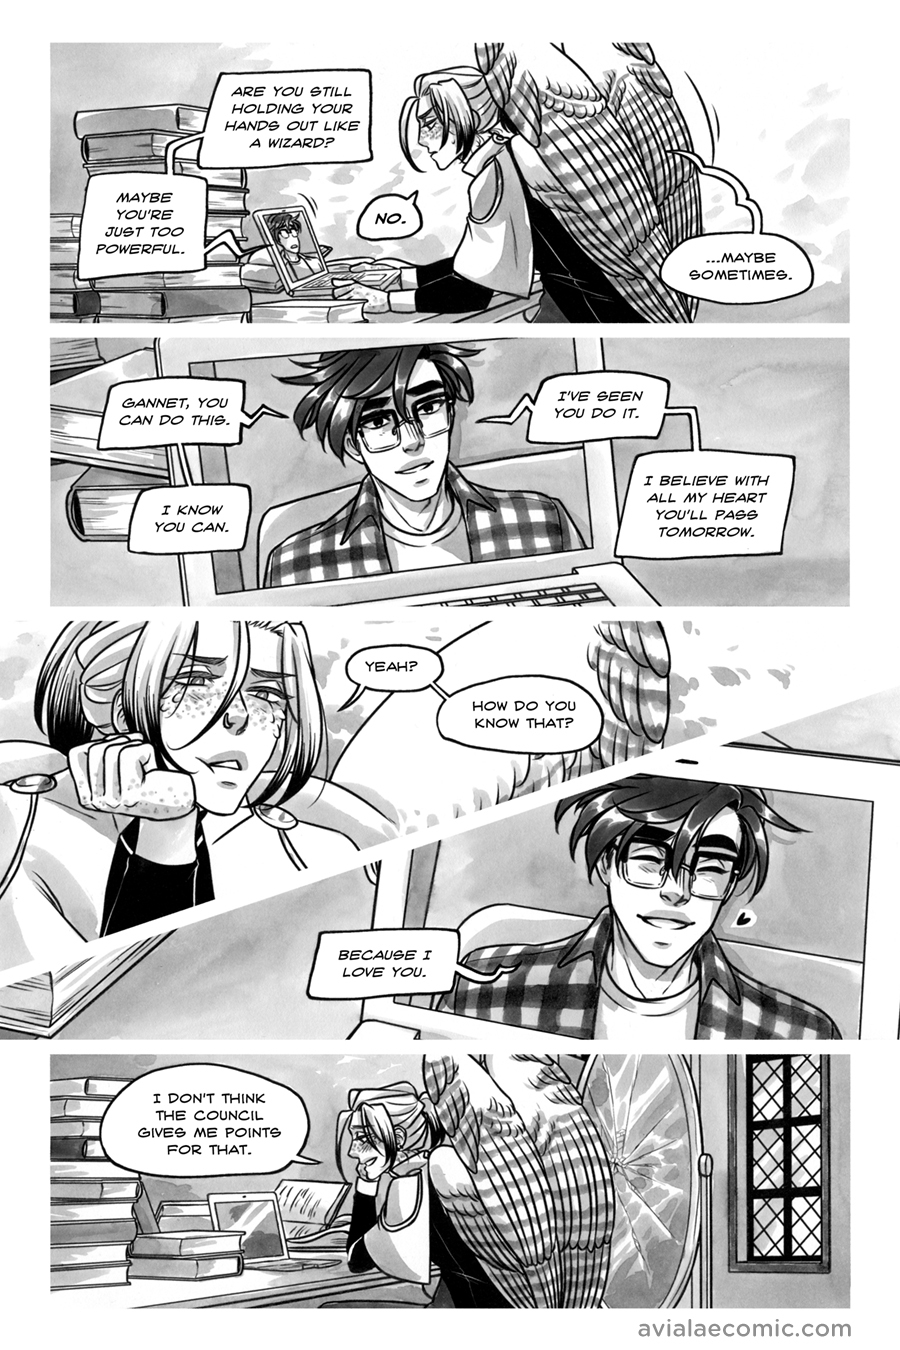 ARE YOU STILL
HOLDING YOUR
HANDS OUT LIKE
A WIZARD?
MAYBE
YOU'RE
JUST TOO
POWERFUL.
NO.
...MAYBE
SOMETIMES.
GANNET, YOU
CAN DO THIS.
I KNOW
YOU CAN.
I'VE SEEN
YOU DO IT.
I BELIEVE WITH
ALL MY HEART
YOU'LL PASS
TOMORROW.
YEAH?
HOW DO YOU
KNOW THAT?
BECAUSE I
LOVE YOU.
I DON'T THINK
THE COUNCIL
GIVES ME POINTS
FOR THAT.
avialaecomic.com